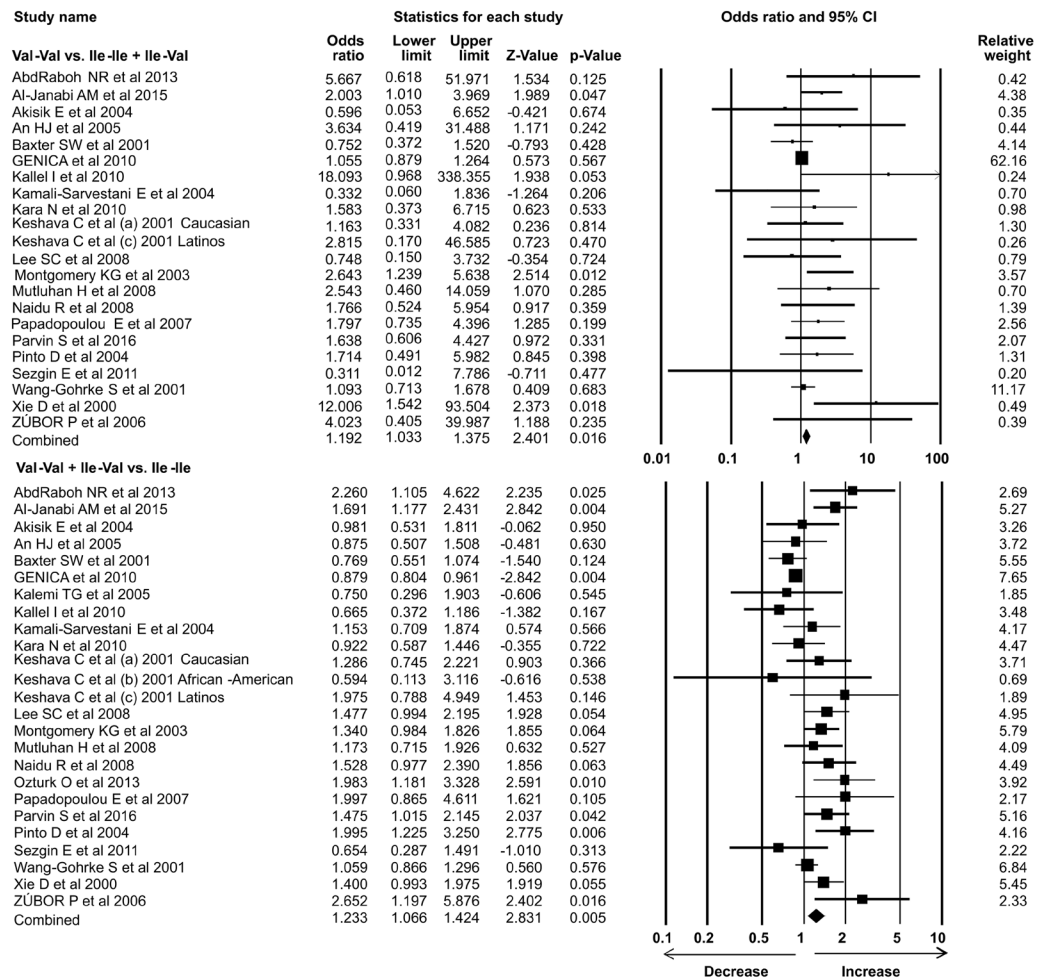 Study name Statistics for each study Odds ratio and 95% CI
Val-Val vs. Ile-Ile + Ile-Val Odds ratio Lower limit Upper limit Z-Value p-Value Relative weight
AbdRaboh NR et al 2013 5.667 0.618 51.971 1.534 0.125 0.42
Al-Janabi AM et al 2015 2.003 1.010 3.969 1.989 0.047 4.38
Akisik E et al 2004 0.596 0.053 6.652 -0.421 0.674 0.35
An HJ et al 2005 3.634 0.419 31.488 1.171 0.242 0.44
Baxter SW et al 2001 0.752 0.372 1.520 -0.793 0.428 4.14
GENICA et al 2010 1.055 0.879 1.264 0.573 0.567 62.16
Kallel I et al 2010 18.093 0.968 338.355 1.938 0.053 0.24
Kamali-Sarvestani E et al 2004 0.332 0.060 1.836 -1.264 0.206 0.70
Kara N et al 2010 1.583 0.373 6.715 0.623 0.533 0.98
Keshava C et al (a) 2001 Caucasian 1.163 0.331 4.082 0.236 0.814 1.30
Keshava C et al (c) 2001 Latinos 2.815 0.170 46.585 0.723 0.470 0.26
Lee SC et al 2008 0.748 0.150 3.732 -0.354 0.724 0.79
Montgomery KG et al 2003 2.643 1.239 5.638 2.514 0.012 3.57
Mutluhan H et al 2008 2.543 0.460 14.059 1.070 0.285 0.70
Naidu R et al 2008 1.766 0.524 5.954 0.917 0.359 1.39
Papadopoulou E et al 2007 1.797 0.735 4.396 1.285 0.199 2.56
Parvin S et al 2016 1.638 0.606 4.427 0.972 0.331 2.07
Pinto D et al 2004 1.714 0.491 5.982 0.845 0.398 1.31
Sezgin E et al 2011 0.311 0.012 7.786 -0.711 0.477 0.20
Wang-Gohrke S et al 2001 1.093 0.713 1.678 0.409 0.683 11.17
Xie D et al 2000 12.006 1.542 93.504 2.373 0.018 0.49
ZÚBOR P et al 2006 4.023 0.405 39.987 1.188 0.235 0.39
Combined 1.192 1.033 1.375 2.401 0.016
0.01 0.1 1 10 100
Val-Val + Ile-Val vs. Ile-Ile
AbdRaboh NR et al 2013 2.260 1.105 4.622 2.235 0.025 2.69
Al-Janabi AM et al 2015 1.691 1.177 2.431 2.842 0.004 5.27
Akisik E et al 2004 0.981 0.531 1.811 -0.062 0.950 3.26
An HJ et al 2005 0.875 0.507 1.508 -0.481 0.630 3.72
Baxter SW et al 2001 0.769 0.551 1.074 -1.540 0.124 5.55
GENICA et al 2010 0.879 0.804 0.961 -2.842 0.004 7.65
Kalemi TG et al 2005 0.750 0.296 1.903 -0.606 0.545 1.85
Kallel I et al 2010 0.665 0.372 1.186 -1.382 0.167 3.48
Kamali-Sarvestani E et al 2004 1.153 0.709 1.874 0.574 0.566 4.17
Kara N et al 2010 0.922 0.587 1.446 -0.355 0.722 4.47
Keshava C et al (a) 2001 Caucasian 1.286 0.745 2.221 0.903 0.366 3.71
Keshava C et al (b) 2001 African -American 0.594 0.113 3.116 -0.616 0.538 0.69
Keshava C et al (c) 2001 Latinos 1.975 0.788 4.949 1.453 0.146 1.89
Lee SC et al 2008 1.477 0.994 2.195 1.928 0.054 4.95
Montgomery KG et al 2003 1.340 0.984 1.826 1.855 0.064 5.79
Mutluhan H et al 2008 1.173 0.715 1.926 0.632 0.527 4.09
Naidu R et al 2008 1.528 0.977 2.390 1.856 0.063 4.49
Ozturk O et al 2013 1.983 1.181 3.328 2.591 0.010 3.92
Papadopoulou E et al 2007 1.997 0.865 4.611 1.621 0.105 2.17
Parvin S et al 2016 1.475 1.015 2.145 2.037 0.042 5.16
Pinto D et al 2004 1.995 1.225 3.250 2.775 0.006 4.16
Sezgin E et al 2011 0.654 0.287 1.491 -1.010 0.313 2.22
Wang-Gohrke S et al 2001 1.059 0.866 1.296 0.560 0.576 6.84
Xie D et al 2000 1.400 0.993 1.975 1.919 0.055 5.45
ZÚBOR P et al 2006 2.652 1.197 5.876 2.402 0.016 2.33
Combined 1.233 1.066 1.424 2.831 0.005
0.1 0.2 0.5 1 2 5 10
Decrease Increase